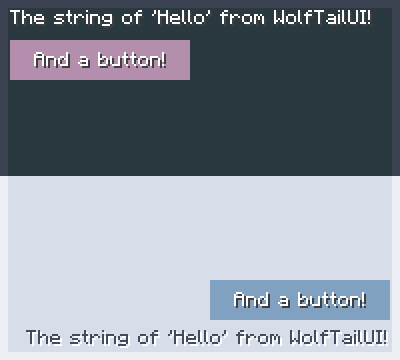 The string of 'Hello' from WolfTailUI!
And a button!
And a button!
The string of 'Hello' from WolfTailUI!